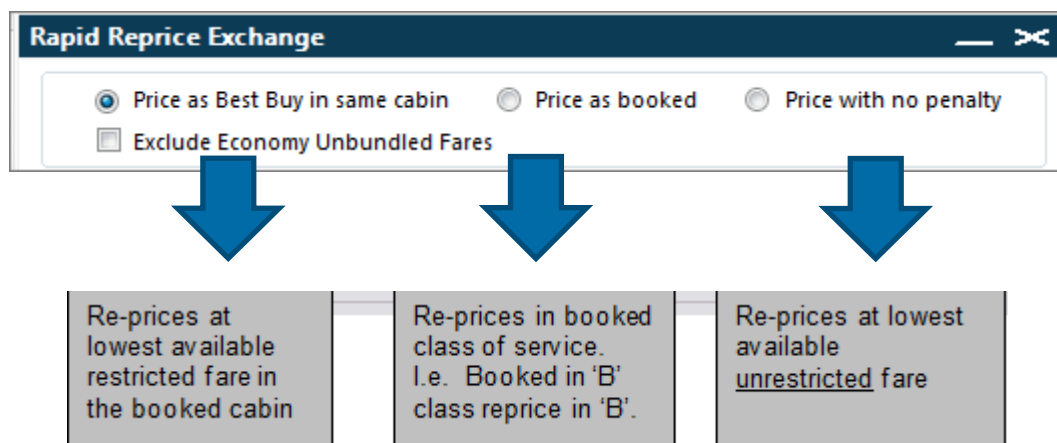 Rapid Reprice Exchange
Price as Best Buy in same cabin
Price as booked
Price with no penalty
Exclude Economy Unbundled Fares
Re-prices at
lowest available
restricted fare in
the booked cabin
Re-prices in booked
class of service.
I.e. Booked in ‘B’
class reprice in ‘B’.
Re-prices at lowest
available
unrestricted fare